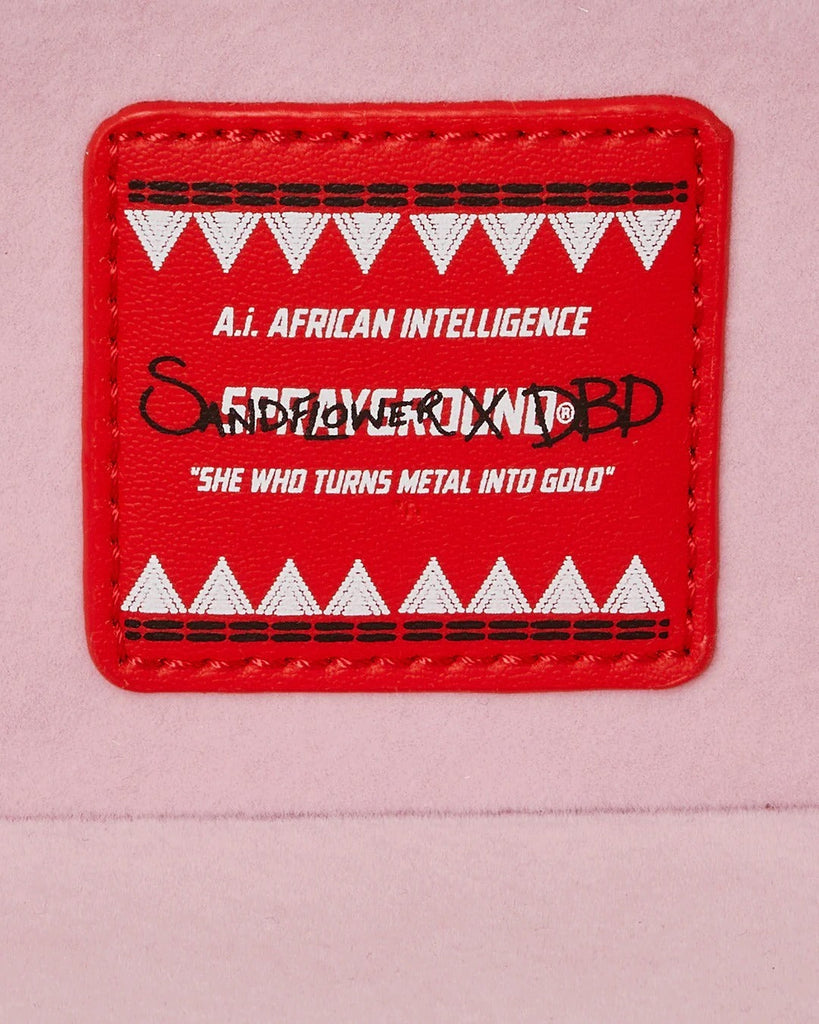 A.i. AFRICAN INTELLIGENCE
SPRAYGROUND®
SANDFLOWER X DBD
"SHE WHO TURNS METAL INTO GOLD"